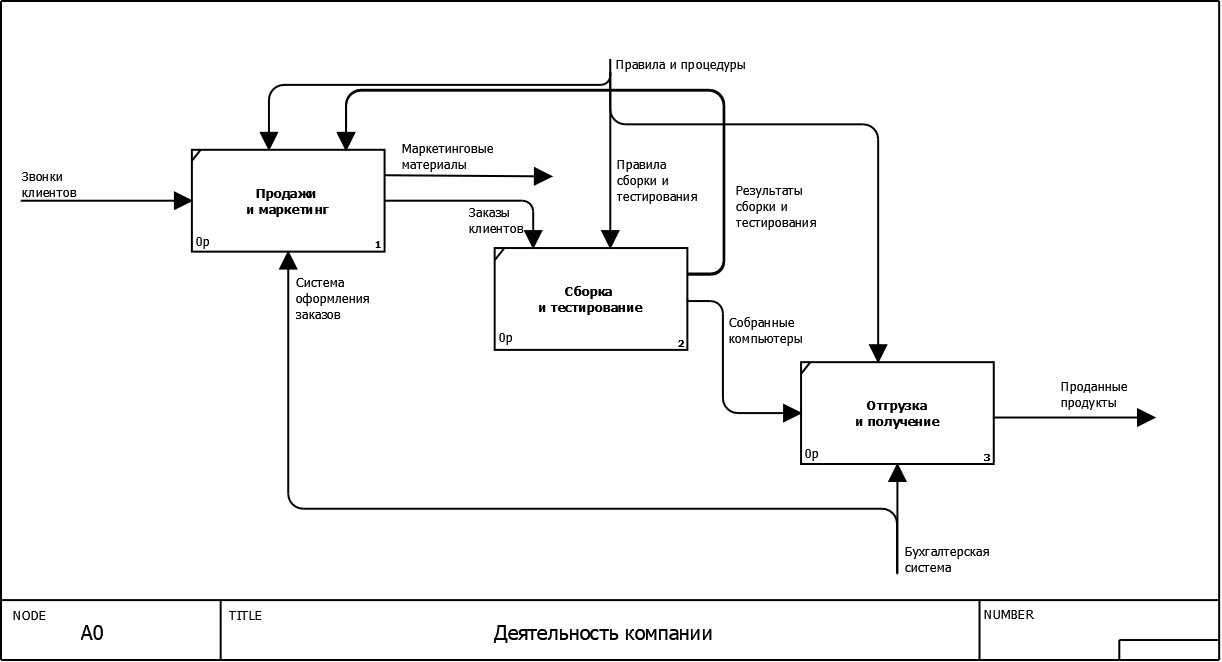 Правила и процедуры
Маркетинговые
материалы
Звонки
клиентов
Продажи
и маркетинг
0р
1
Правила
сборки и
тестирования
Результаты
сборки и
тестирования
Заказы
клиентов
Система
оформления
заказов
Сборка
и тестирование
0р
2
Собранные
компьютеры
Отгрузка
и получение
0р
3
Проданные
продукты
Бухгалтерская
система
NODE
A0
TITLE
Деятельность компании
NUMBER